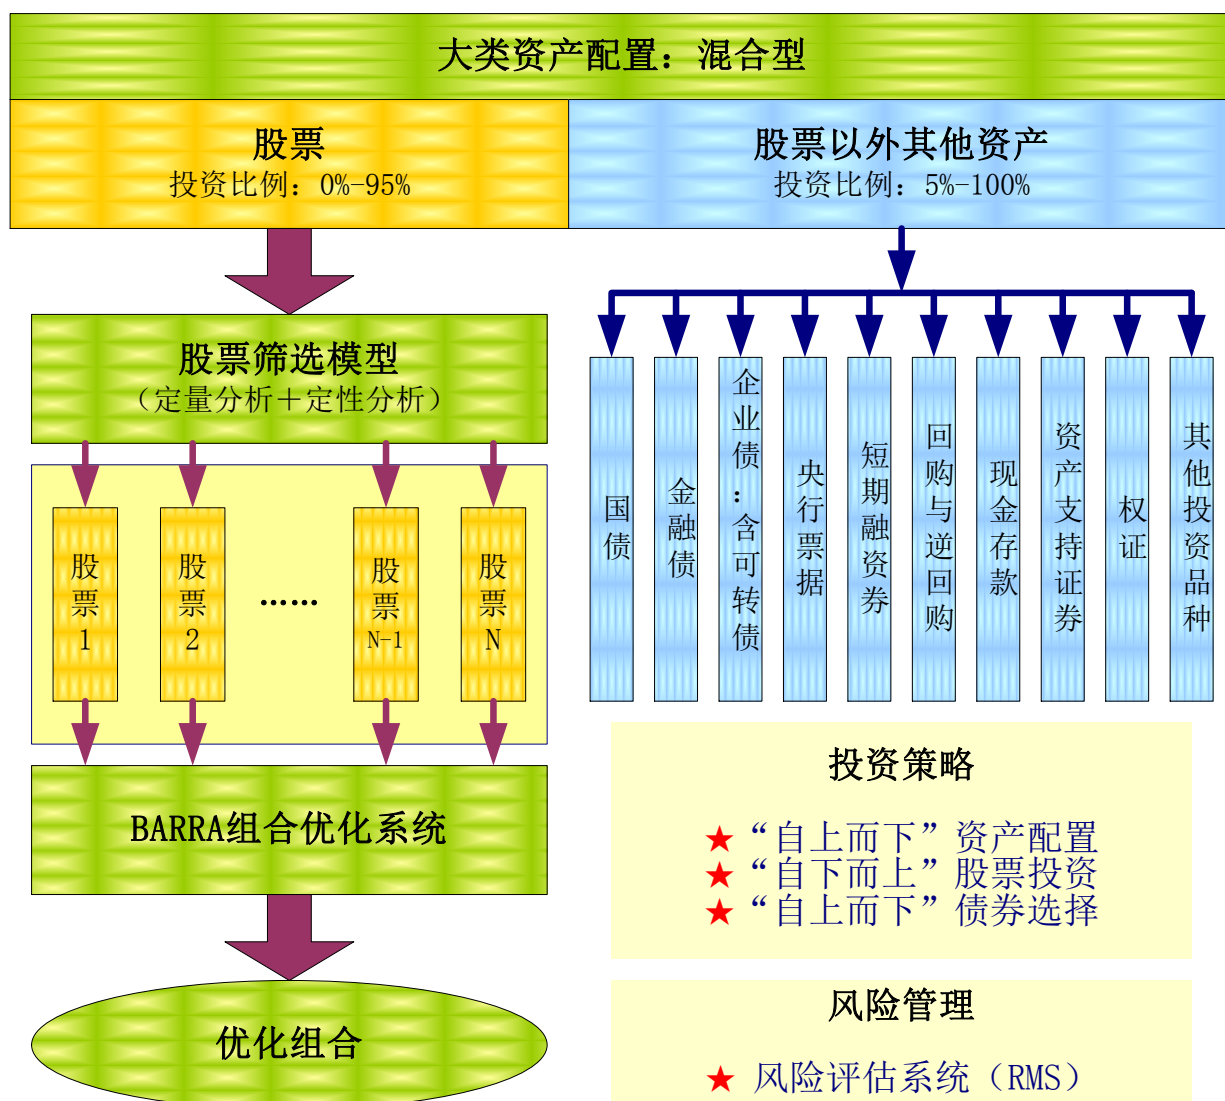 大类资产配置：混合型
股票
投资比例：0%-95%
股票以外其他资产
投资比例：5%-100%
股票筛选模型
（定量分析＋定性分析）
股票1
股票2
……
股票N-1
股票N
BARRA组合优化系统
优化组合
国债
金融债
企业债：含可转债
央行票据
短期融资券
回购与逆回购
现金存款
资产支持证券
权证
其他投资品种
投资策略
★“自上而下”资产配置
★“自下而上”股票投资
★“自上而下”债券选择
风险管理
★ 风险评估系统（RMS）